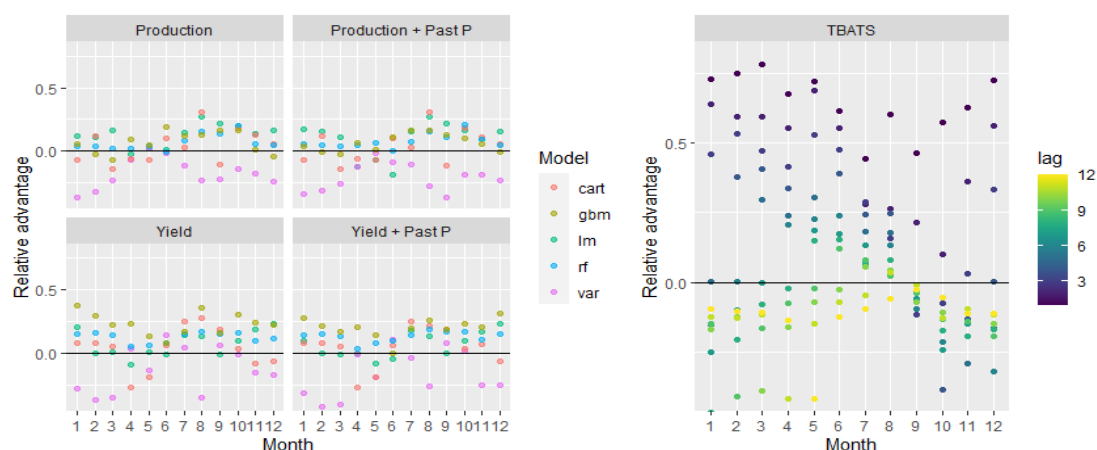 Production
Production + Past P
Yield
Yield + Past P
Relative advantage
0.5
0.0
Relative advantage
0.5
0.0
1 2 3 4 5 6 7 8 9 10 11 12
1 2 3 4 5 6 7 8 9 10 11 12
Month
Model
cart
gbm
lm
rf
var
TBATS
Relative advantage
0.5
0.0
1 2 3 4 5 6 7 8 9 10 11 12
Month
lag
12
9
6
3